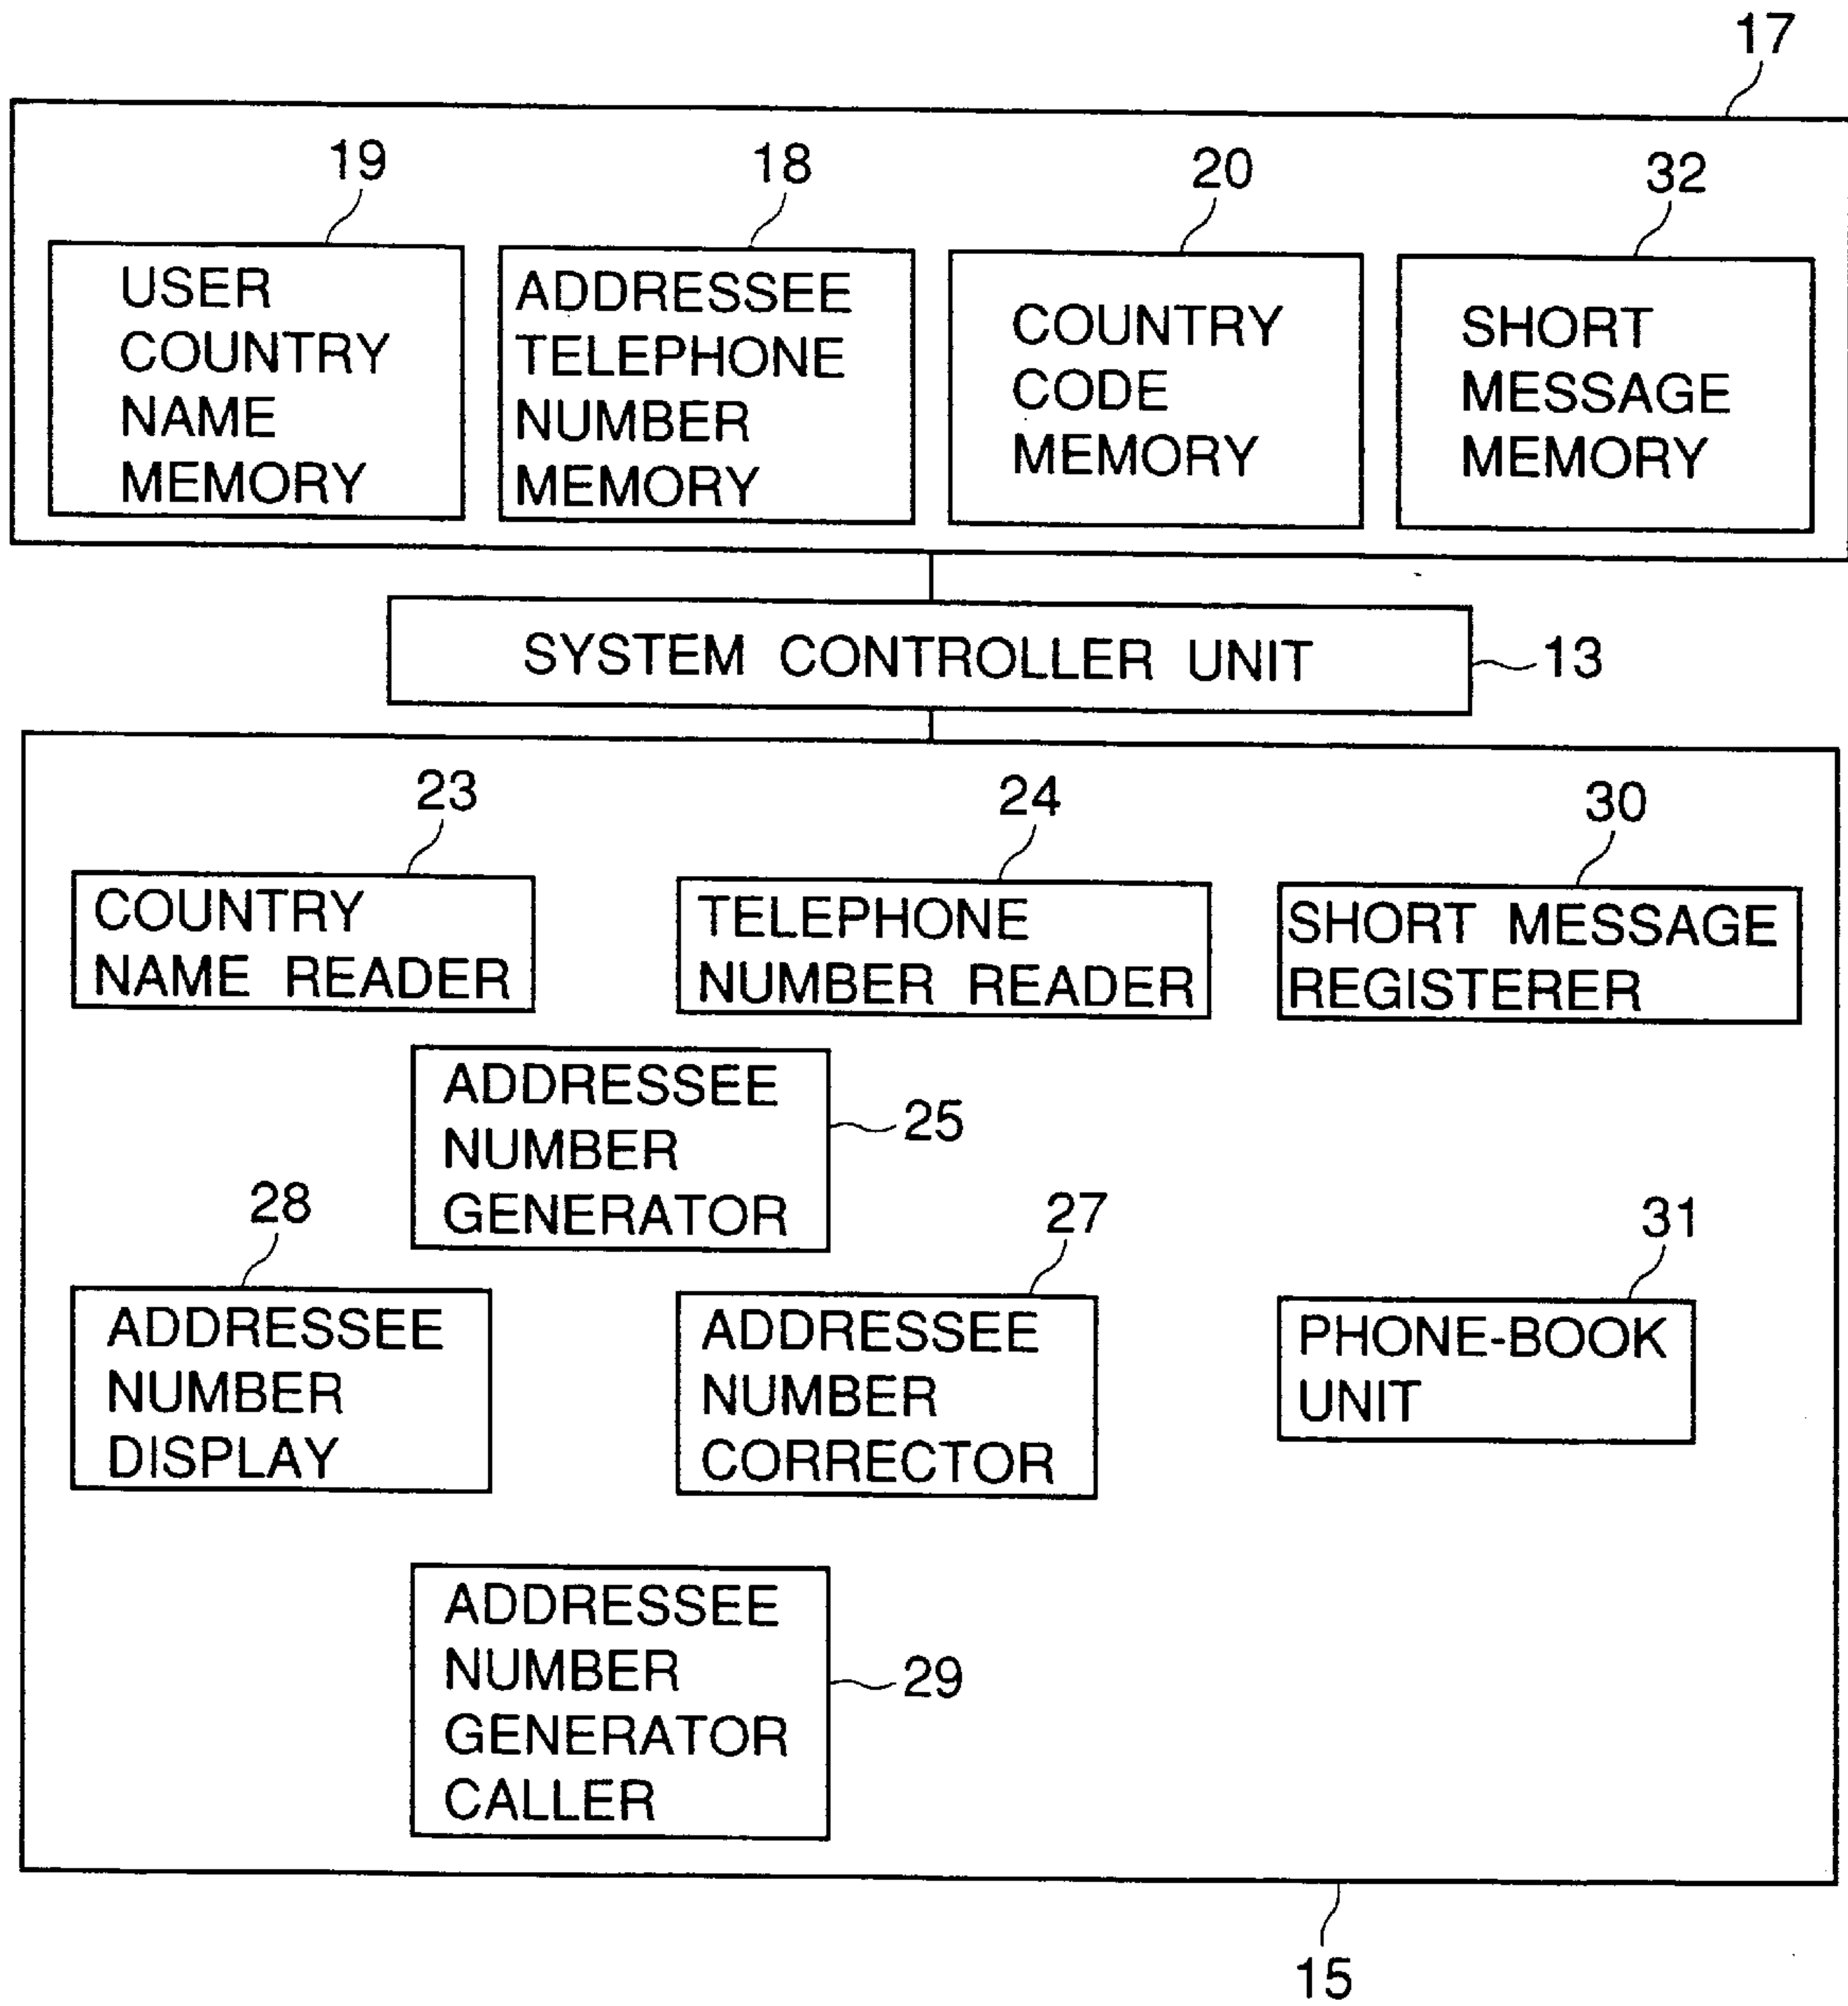 17
19
18
20
32
USER
COUNTRY
NAME
MEMORY
ADDRESSEE
TELEPHONE
NUMBER
MEMORY
COUNTRY
CODE
MEMORY
SHORT
MESSAGE
MEMORY
SYSTEM CONTROLLER UNIT
13
23
24
30
COUNTRY
NAME READER
TELEPHONE
NUMBER READER
SHORT MESSAGE
REGISTERER
ADDRESSEE
NUMBER
GENERATOR
25
28
27
31
ADDRESSEE
NUMBER
DISPLAY
ADDRESSEE
NUMBER
CORRECTOR
PHONE-BOOK
UNIT
ADDRESSEE
NUMBER
GENERATOR
CALLER
29
15